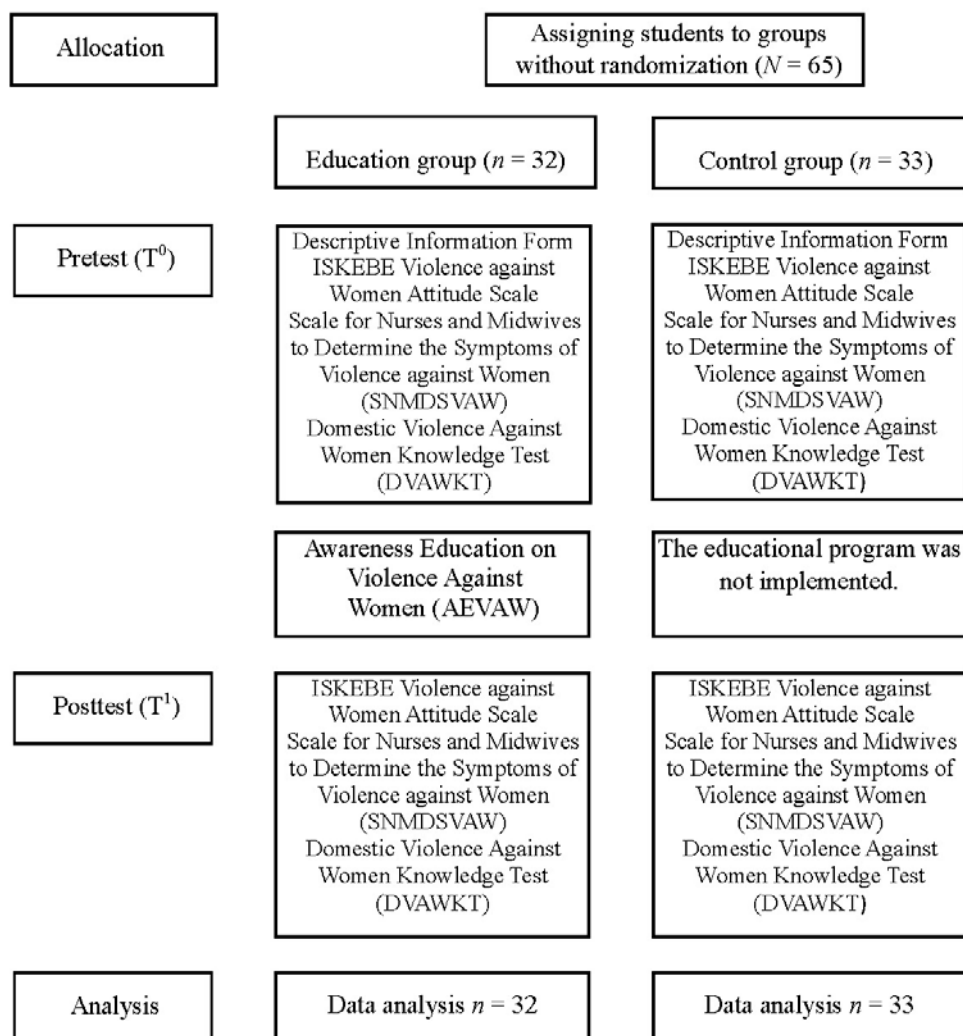 Allocation
Assigning students to groups
without randomization (N = 65)
Education group (n = 32)
Control group (n = 33)
Pretest (T⁰)
Descriptive Information Form
ISKEBE Violence against
Women Attitude Scale
Scale for Nurses and Midwives
to Determine the Symptoms of
Violence against Women
(SNMDSVAW)
Domestic Violence Against
Women Knowledge Test
(DVAWKT)
Descriptive Information Form
ISKEBE Violence against
Women Attitude Scale
Scale for Nurses and Midwives
to Determine the Symptoms of
Violence against Women
(SNMDSVAW)
Domestic Violence Against
Women Knowledge Test
(DVAWKT)
Awareness Education on
Violence Against
Women (AEVAW)
The educational program was
not implemented.
Posttest (T¹)
ISKEBE Violence against
Women Attitude Scale
Scale for Nurses and Midwives
to Determine the Symptoms of
Violence against Women
(SNMDSVAW)
Domestic Violence Against
Women Knowledge Test
(DVAWKT)
ISKEBE Violence against
Women Attitude Scale
Scale for Nurses and Midwives
to Determine the Symptoms of
Violence against Women
(SNMDSVAW)
Domestic Violence Against
Women Knowledge Test
(DVAWKT)
Analysis
Data analysis n = 32
Data analysis n = 33